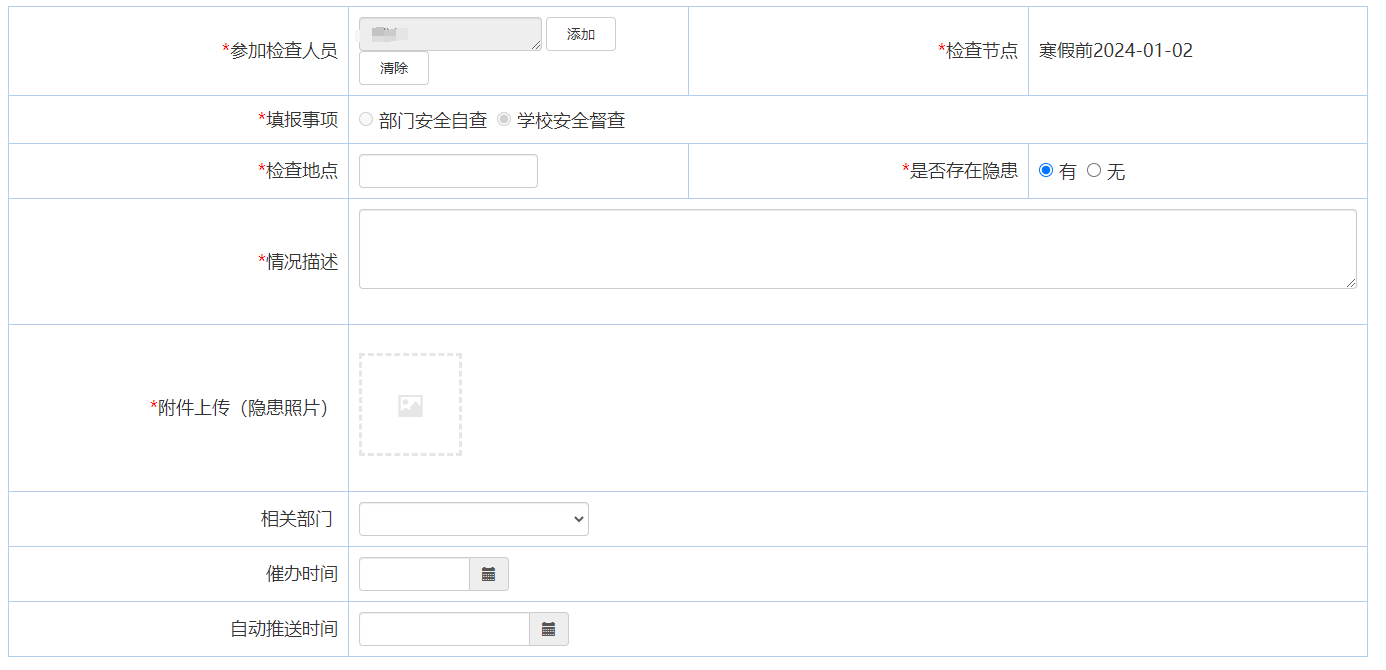 *参加检查人员
添加
清除
*检查节点
寒假前2024-01-02
*填报事项
部门安全自查
学校安全督查
*检查地点
*是否存在隐患
有
无
*情况描述
*附件上传（隐患照片）
相关部门
催办时间
自动推送时间